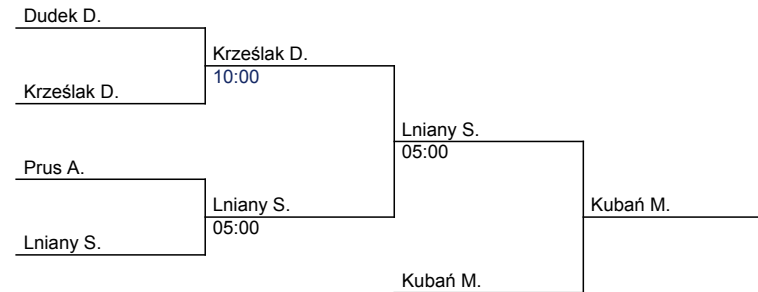 Dudek D.
Krześlak D.
10:00
Krześlak D.
Lniany S.
05:00
Prus A.
Lniany S.
05:00
Kubań M.
Lniany S.
Kubań M.